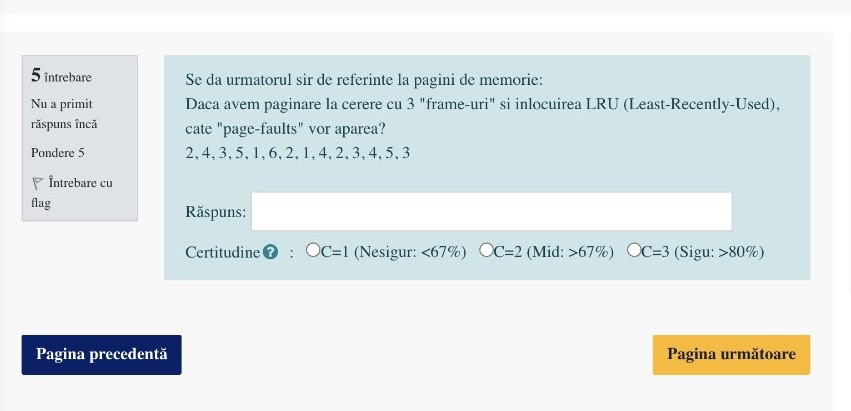 5 întrebare
Nu a primit
răspuns încă
Pondere 5
Întrebare cu
flag
Se da urmatorul sir de referinte la pagini de memorie:
Daca avem paginare la cerere cu 3 "frame-uri" si inlocuirea LRU (Least-Recently-Used),
cate "page-faults" vor aparea?
2, 4, 3, 5, 1, 6, 2, 1, 4, 2, 3, 4, 5, 3
Răspuns:
Certitudine ? : C=1 (Nesigur: <67%) C=2 (Mid: >67%) C=3 (Sigu: >80%)
Pagina precedentă
Pagina următoare